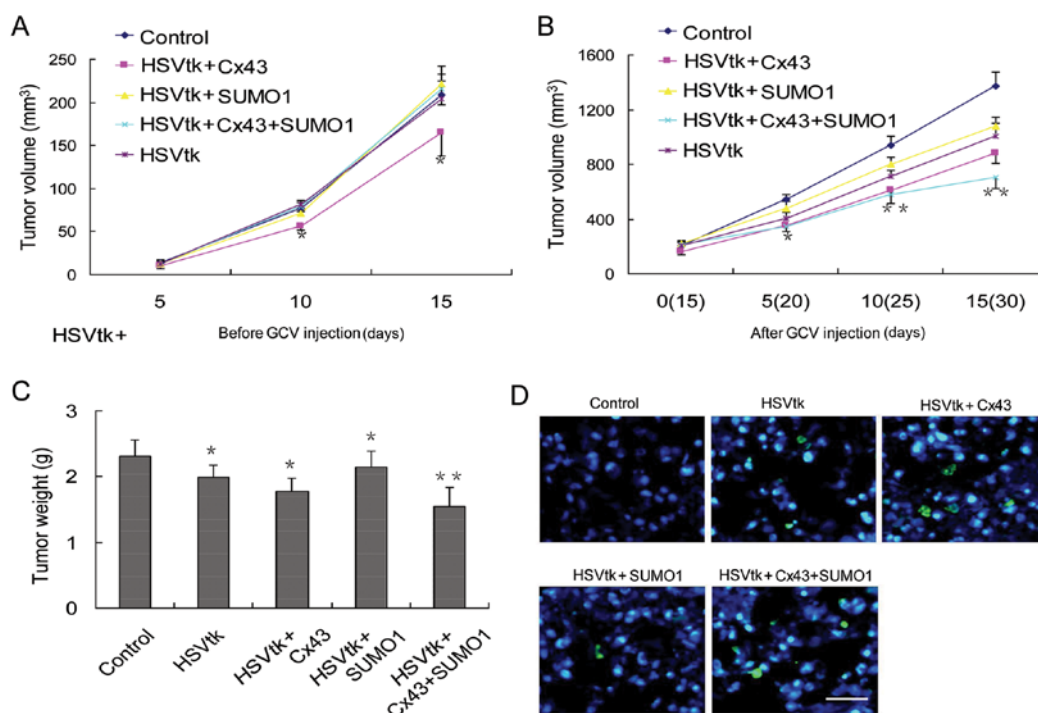 A
Control
HSVtk+Cx43
HSVtk+SUMO1
HSVtk+Cx43+SUMO1
HSVtk
Tumor volume (mm³)
250
200
150
100
50
0
*
*
5
10
15
HSVtk+
Before GCV injection (days)
B
Control
HSVtk+Cx43
HSVtk+SUMO1
HSVtk+Cx43+SUMO1
HSVtk
Tumor volume (mm³)
1600
1200
800
400
0
*
**
**
0(15)
5(20)
10(25)
15(30)
After GCV injection (days)
C
Tumor weight (g)
3
2
1
0
*
*
*
**
Control
HSVtk
HSVtk+
Cx43
HSVtk+
SUMO1
HSVtk+
Cx43+SUMO1
D
Control
HSVtk
HSVtk+Cx43
HSVtk+SUMO1
HSVtk+Cx43+SUMO1